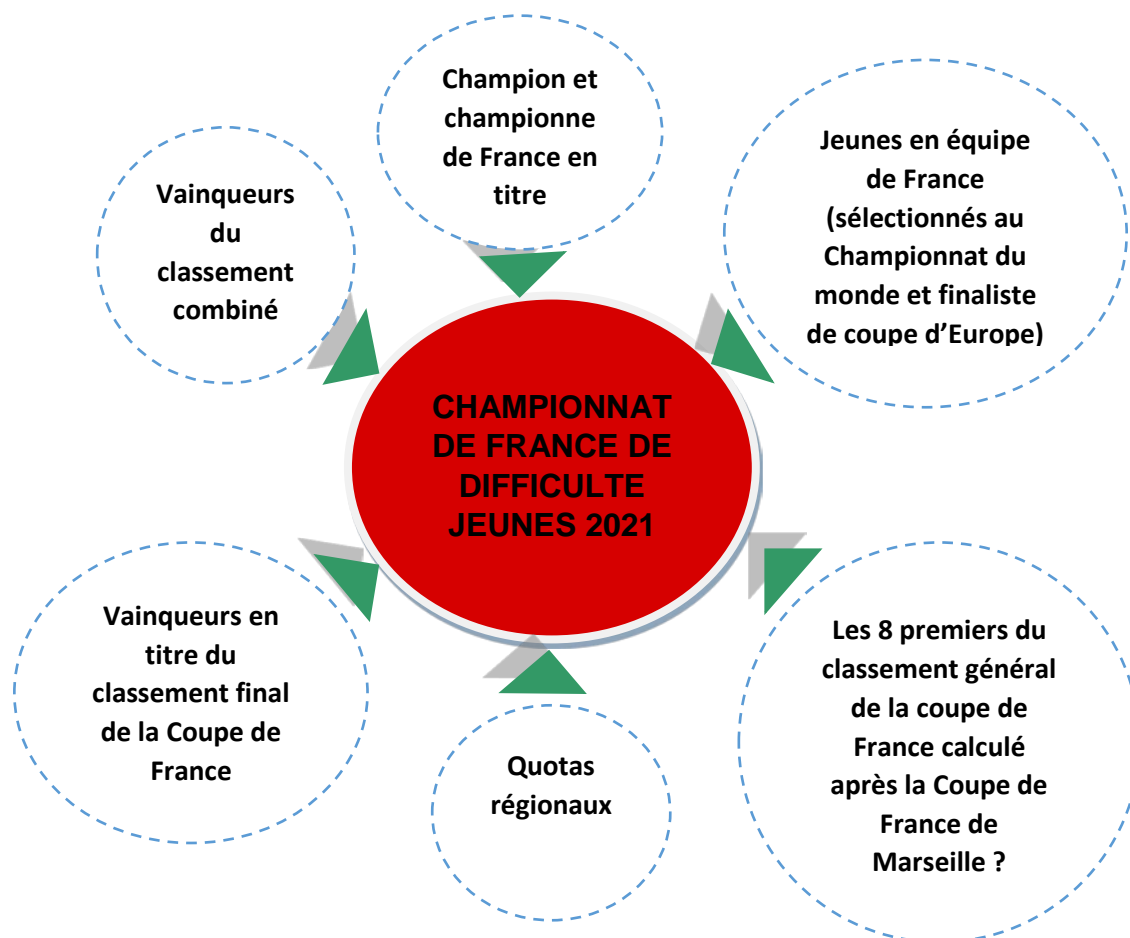 Champion et
championne
de France en
titre
Jeunes en équipe
de France
(sélectionnés au
Championnat du
monde et finaliste
de coupe d’Europe)
Vainqueurs
du
classement
combiné
CHAMPIONNAT
DE FRANCE DE
DIFFICULTE
JEUNES 2021
Vainqueurs en
titre du
classement final
de la Coupe de
France
Quotas
régionaux
Les 8 premiers du
classement général
de la coupe de
France calculé
après la Coupe de
France de
Marseille ?